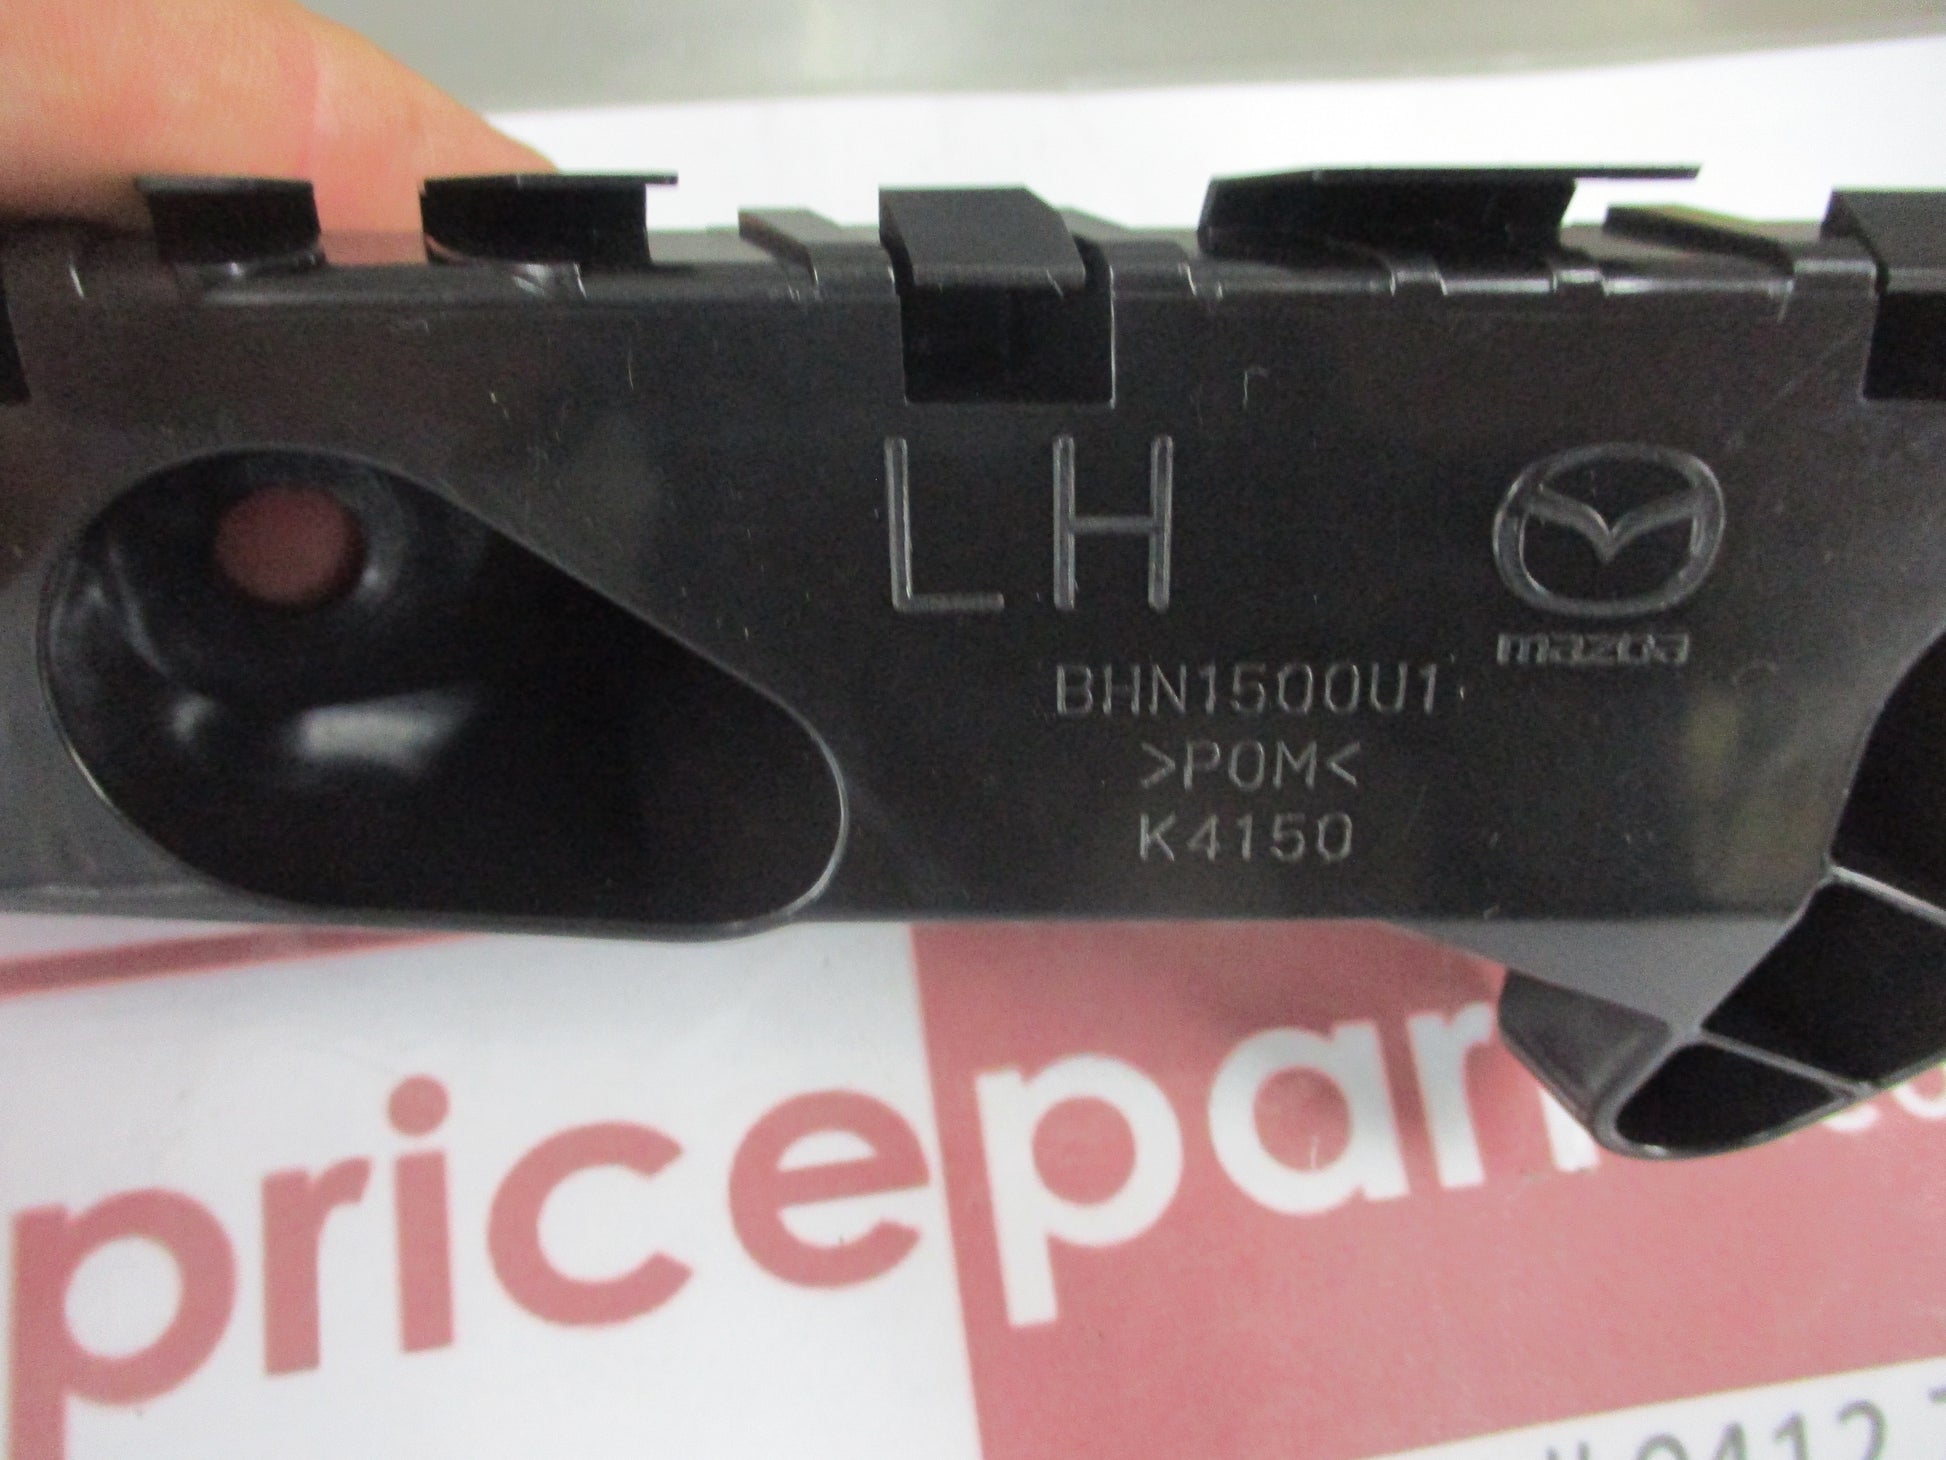 LH
mazda
BHN1500U1
>POM<
K4150
pricepar